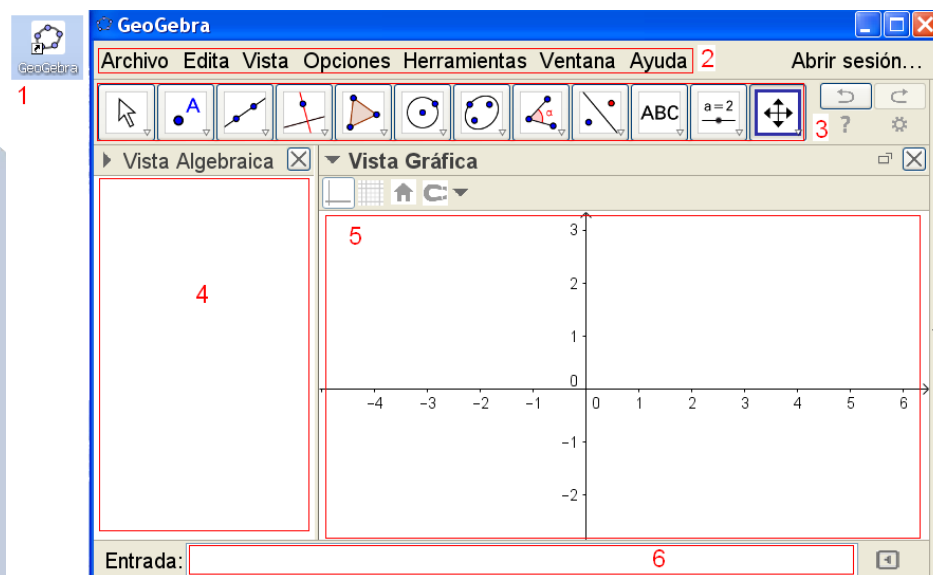 GeoGebra
1
GeoGebra
Archivo Edita Vista Opciones Herramientas Ventana Ayuda 2 Abrir sesión...
A α ABC a=2 3 ?
Vista Algebraica
Vista Gráfica
4
5
3
2
1
0
-4 -3 -2 -1 0 1 2 3 4 5 6
-1
-2
Entrada: 6